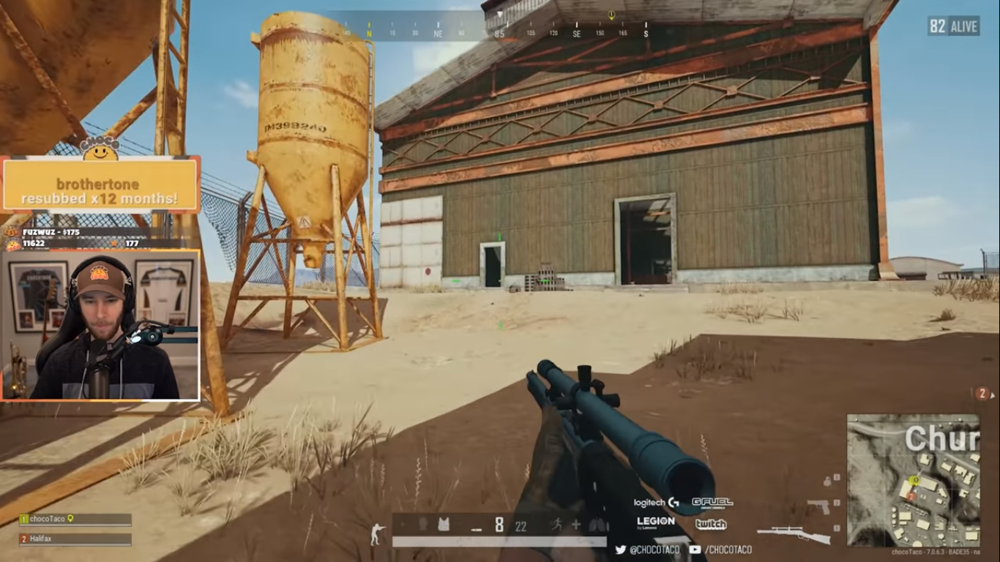 45 N 15 30 NE 60 85 105 120 SE 150 165 S
82 ALIVE
TM398240
CHOCO
brothertone
resubbed x12 months!
FUZWUZ - $175
11622 177
2
Chur
1 chocoTaco
2 Halifax
8 22
logitech G G FUEL
LEGION
by Lenovo
twitch
@CHOCOTACO /CHOCOTACO
chocoTaco - 7.0.6.3 - BADE35 - na